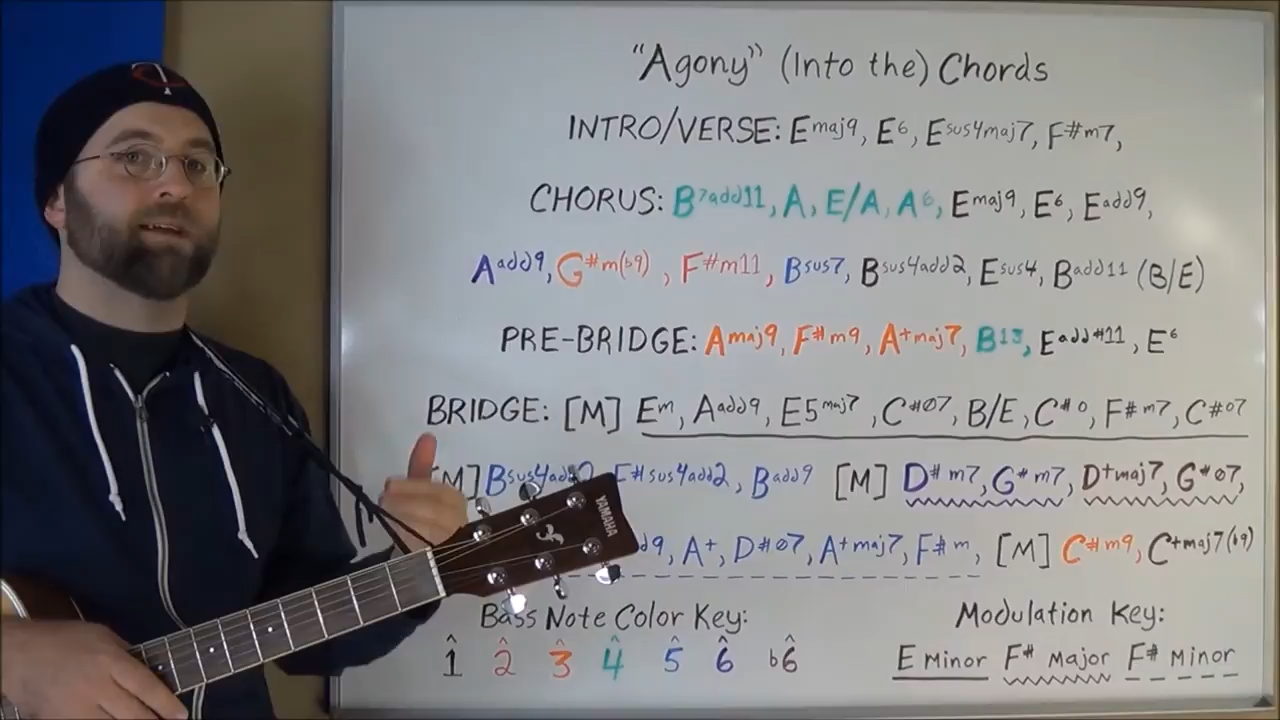 "Agony" (Into the) Chords
INTRO/VERSE: Emaj9, E6, Esus4maj7, F#m7,
CHORUS: B7add11, A, E/A, A6, Emaj9, E6, Eadd9,
Aadd9, G#m(b9), F#m11, Bsus7, Bsus4add2, Esus4, Badd11 (B/E)
PRE-BRIDGE: Amaj9, F#m9, A+maj7, B13, Eadd#11, E6
BRIDGE: [M] Em, Aadd9, E5maj7, C#ø7, B/E, C#o, F#m7, C#ø7
[M] Bsus4add2, F#sus4add2, Badd9 [M] D#m7, G#m7, D+maj7, G#ø7,
A+, D#ø7, A+maj7, F#m, [M] C#m9, C+maj7(b9)
Bass Note Color Key:
1 2 3 4 5 6 b6
Modulation Key:
E Minor F# Major F# Minor
YAMAHA